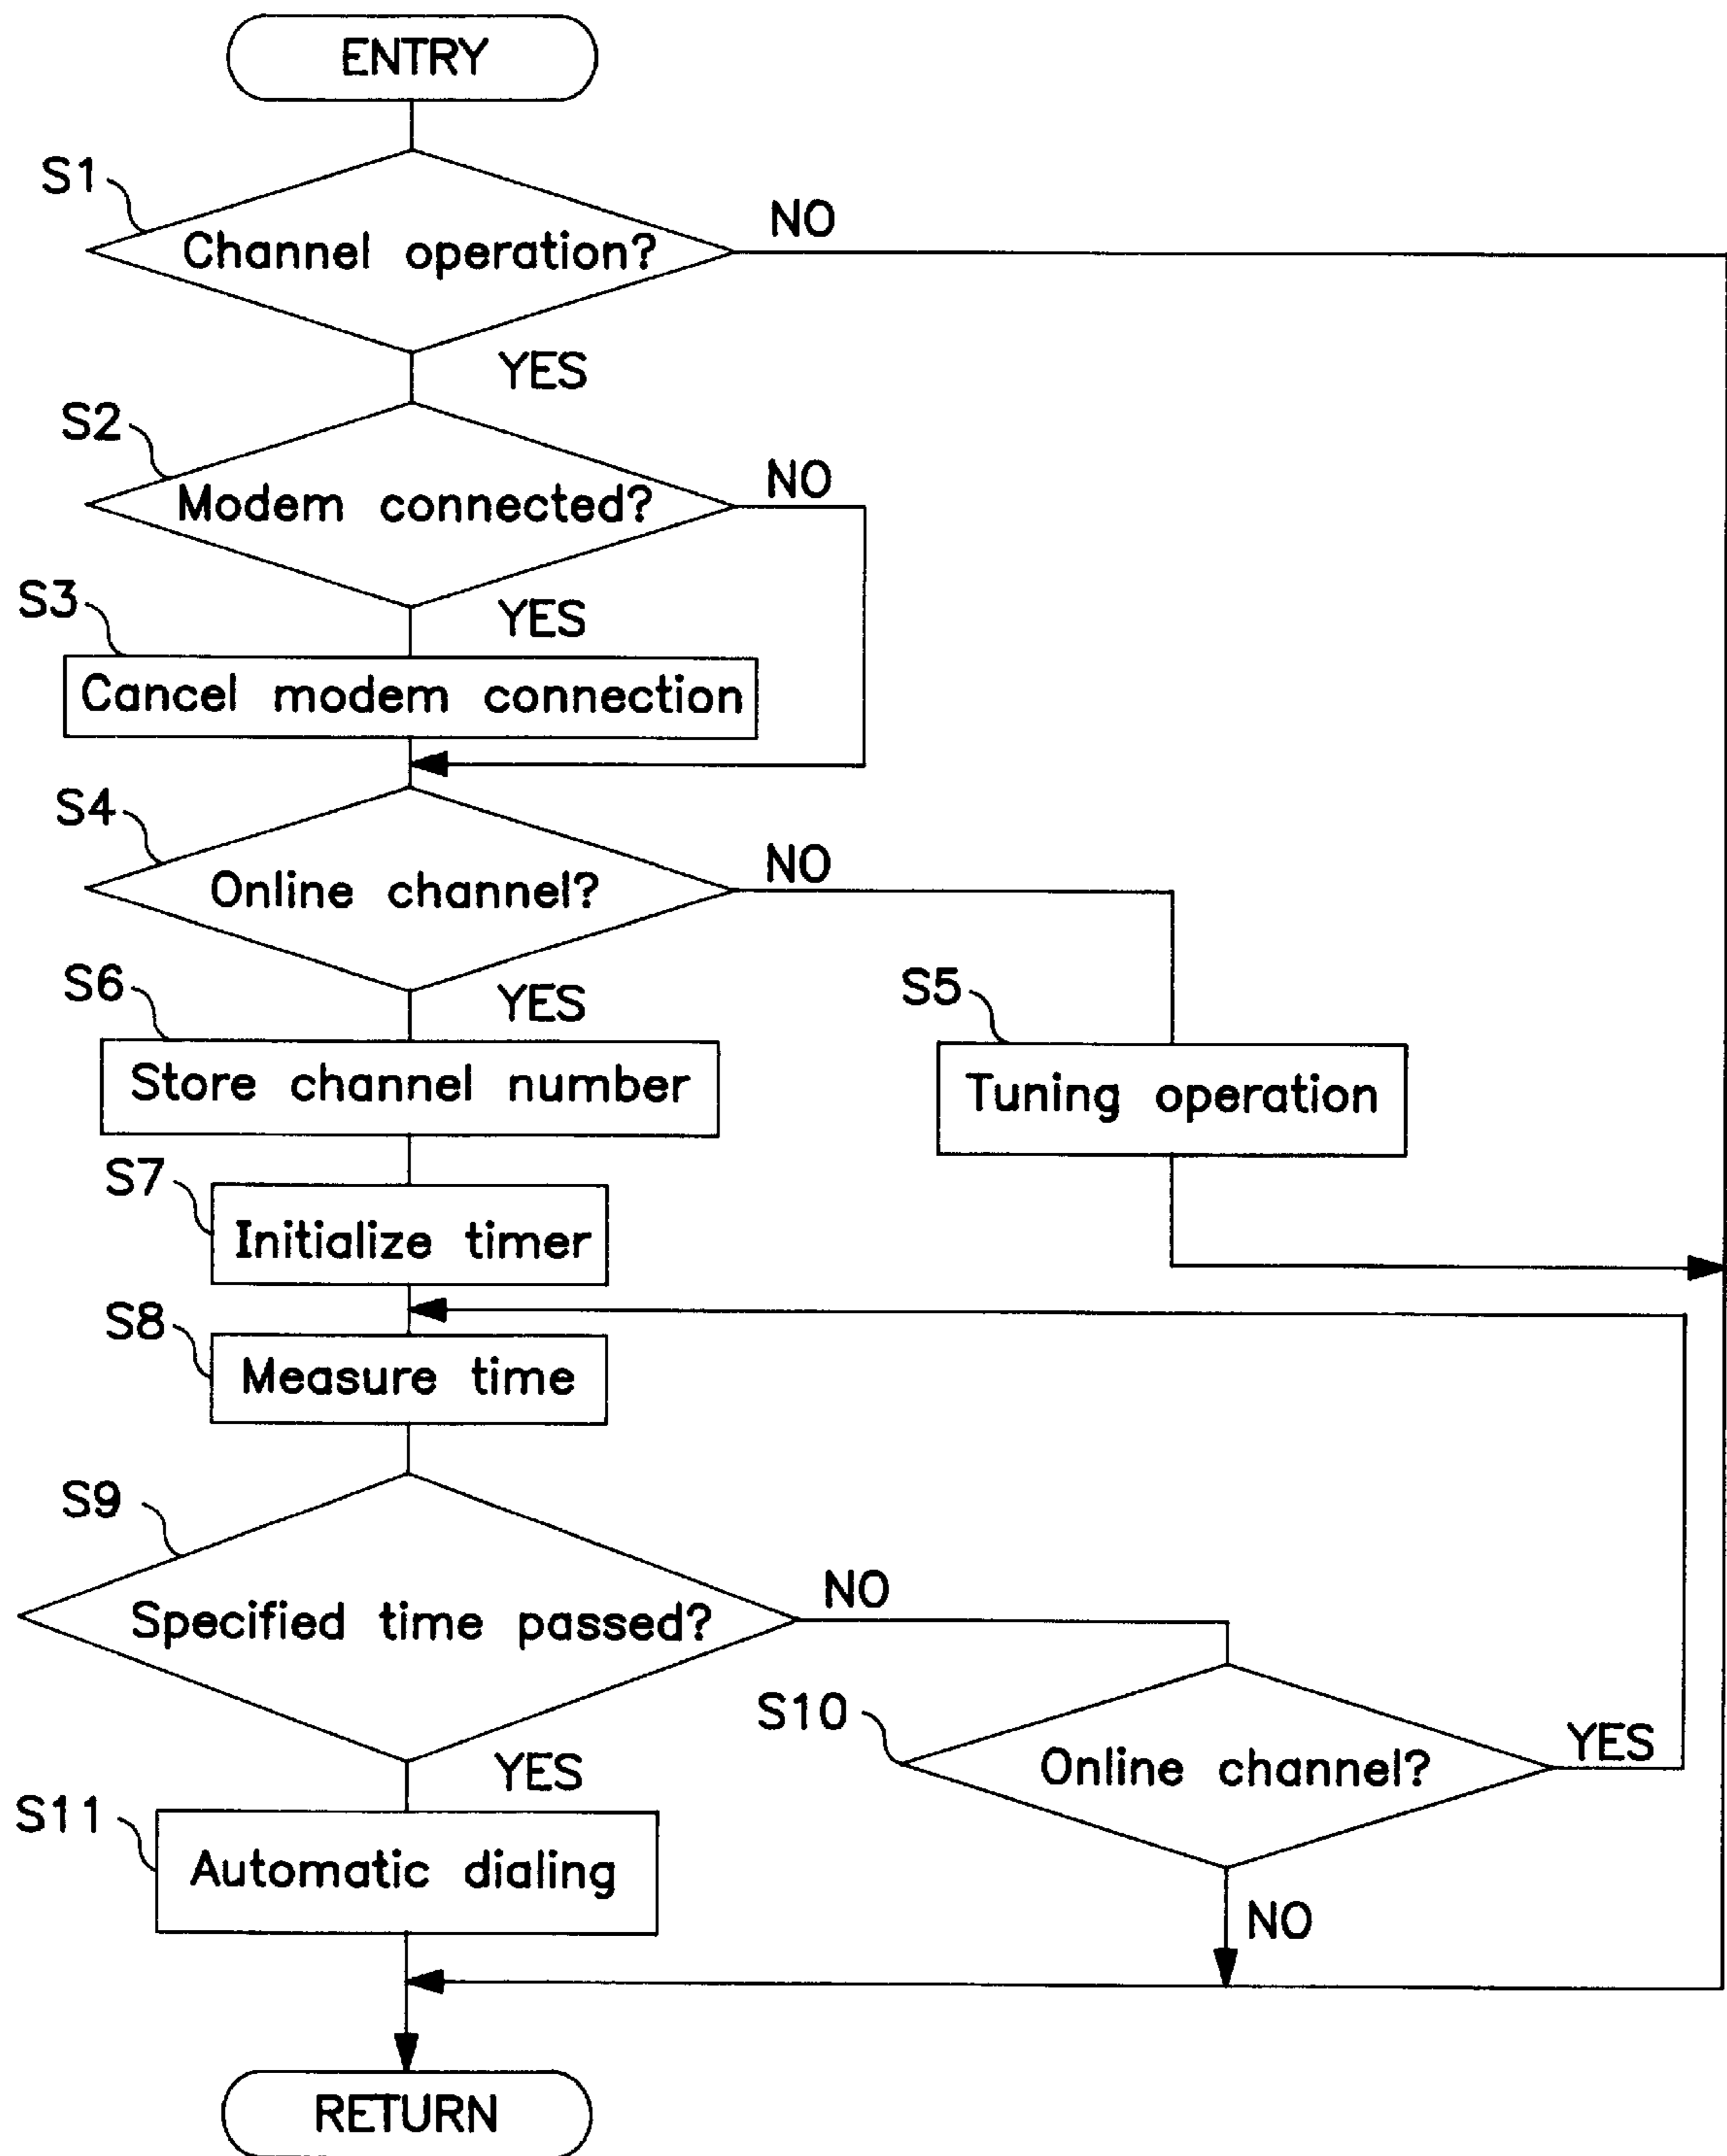 ENTRY
S1
Channel operation?
NO
YES
S2
Modem connected?
NO
YES
S3
Cancel modem connection
S4
Online channel?
NO
YES
S6
Store channel number
S5
Tuning operation
S7
Initialize timer
S8
Measure time
S9
Specified time passed?
NO
YES
S10
Online channel?
YES
NO
S11
Automatic dialing
RETURN